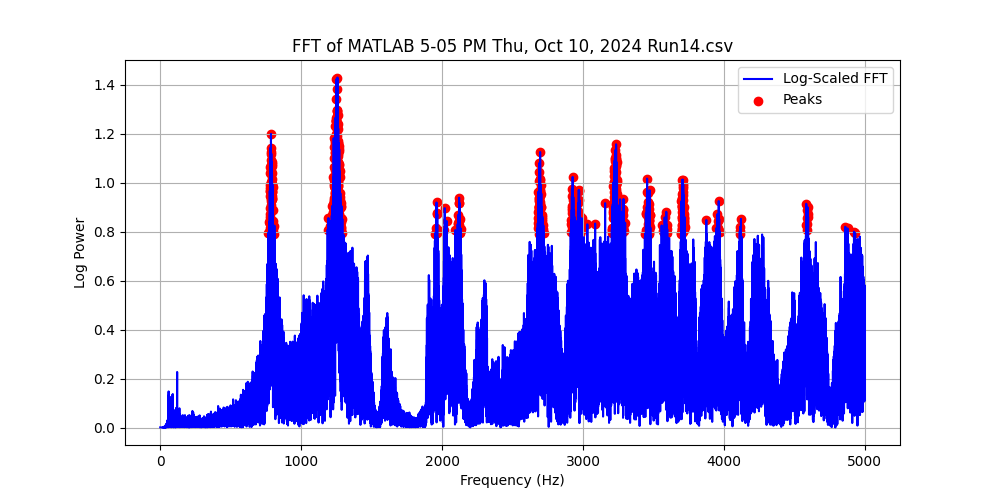 FFT of MATLAB 5-05 PM Thu, Oct 10, 2024 Run14.csv
Log-Scaled FFT
Peaks
Log Power
1.4
1.2
1.0
0.8
0.6
0.4
0.2
0.0
0 1000 2000 3000 4000 5000
Frequency (Hz)